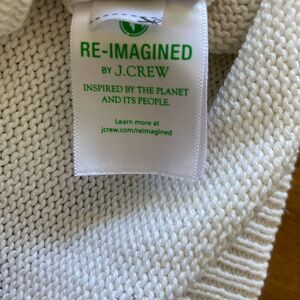 RE-IMAGINED
BY J.CREW
INSPIRED BY THE PLANET
AND ITS PEOPLE.
Learn more at
jcrew.com/reimagined